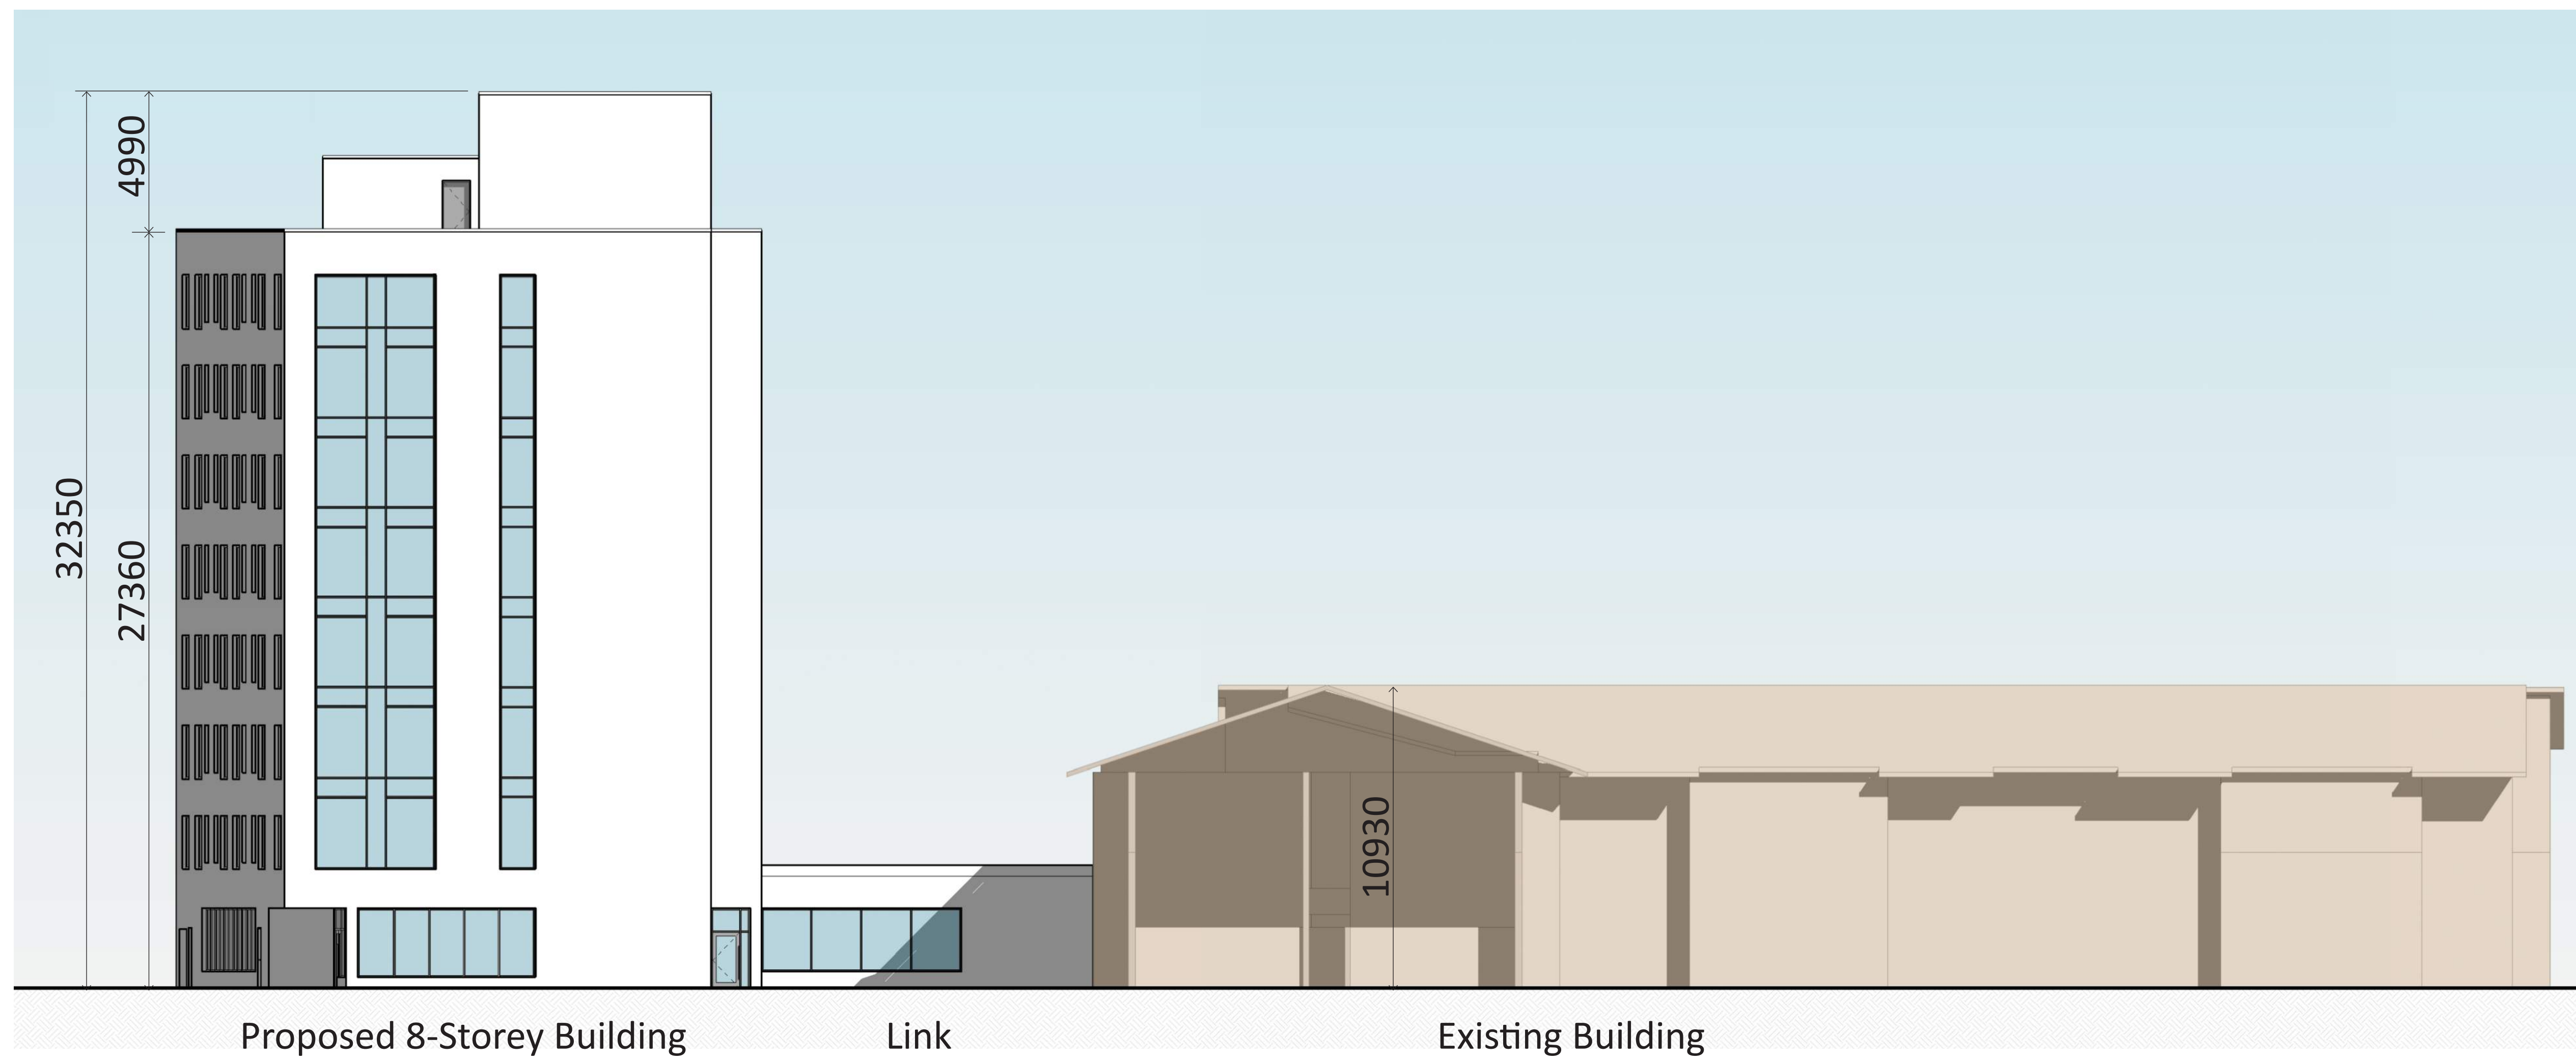 4990
32350
27360
10930
Proposed 8-Storey Building
Link
Existing Building